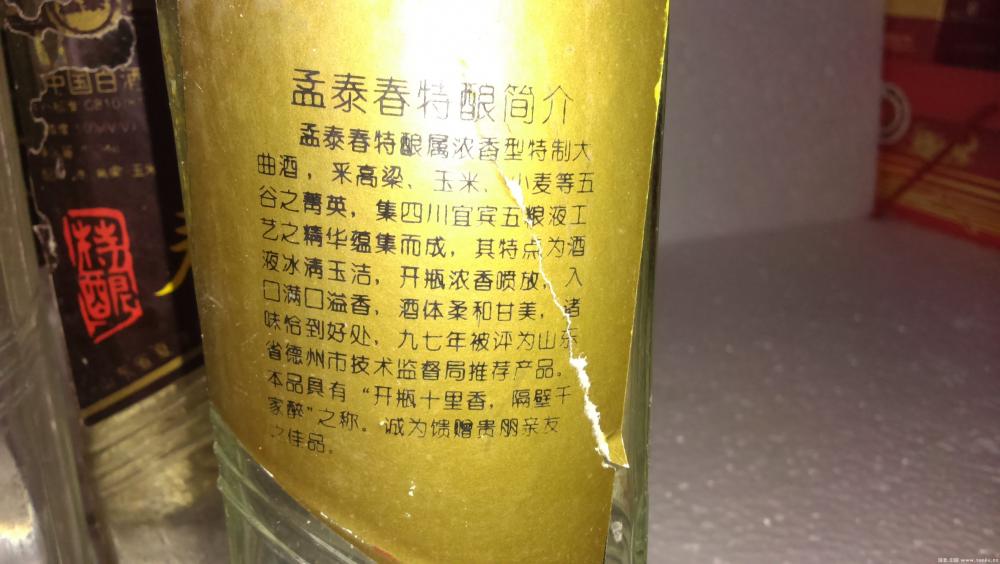 孟泰春特酿简介
孟泰春特酿属浓香型特制大
曲酒，采高粱、玉米、小麦等五
谷之菁英，集四川宜宾五粮液工
艺之精华蕴集而成，其特点为酒
液冰清玉洁，开瓶浓香喷放，入
口满口溢香，酒体柔和甘美，诸
味恰到好处，九七年被评为山东
省德州市技术监督局推荐产品。
本品具有“开瓶十里香，隔壁千
家醉”之称。诚为馈赠贵朋亲友
之佳品。
中国白酒
特酿